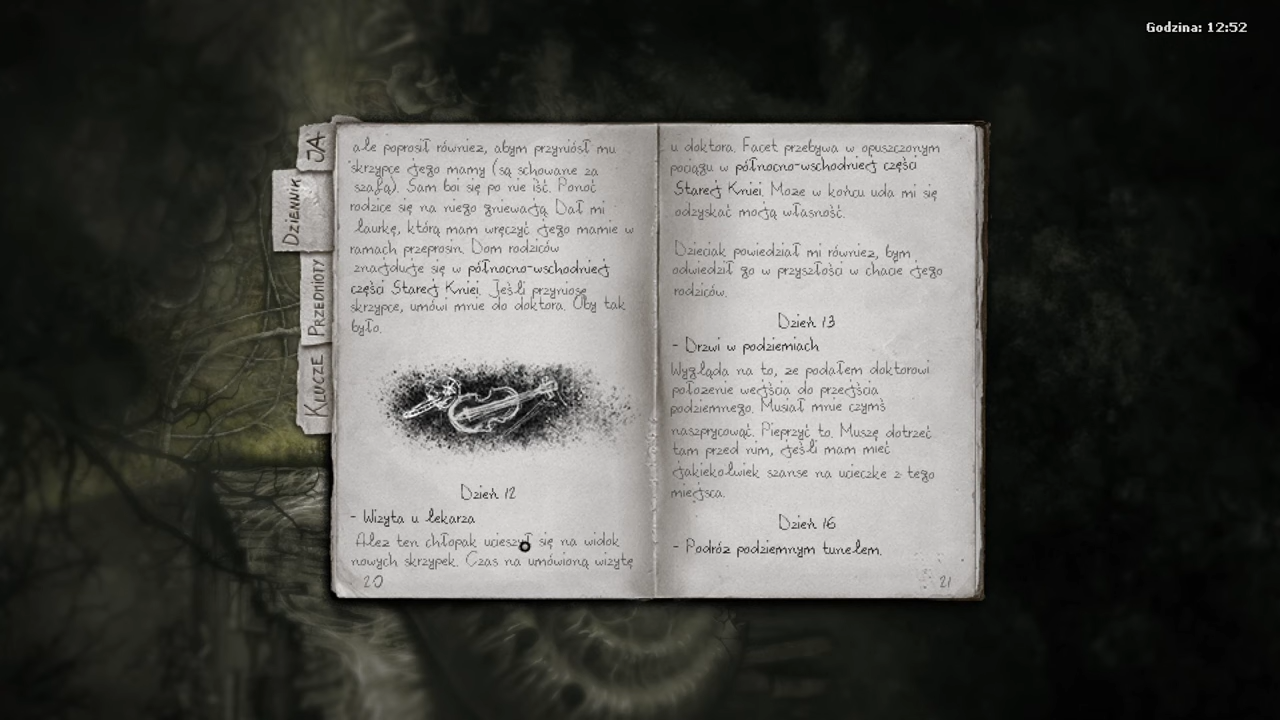 Godzina: 12:52
JA
DZIENNIK
PRZEDMIOTY
KLUCZE
ale poprosił również, abym przyniósł mu
skrzypce jego mamy (są schowane za
szafą). Sam boi się po nie iść. Ponoć
rodzice się na niego gniewają. Dał mi
laurkę, którą mam wręczyć jego mamie w
ramach przeprosin. Dom rodziców
znajduje się w północno-wschodniej
części Starej Kniei. Jeśli przyniosę
skrzypce, umówi mnie do doktora. Oby tak
było.
Dzień 12
- Wizyta u lekarza
Ależ ten chłopak ucieszył się na widok
nowych skrzypek. Czas na umówioną wizytę
20
u doktora. Facet przebywa w opuszczonym
pociągu w północno-wschodniej części
Starej Kniei. Może w końcu uda mi się
odzyskać moją własność.
Dzieciak powiedział mi również, bym
odwiedził go w przyszłości w chacie jego
rodziców.
Dzień 13
- Drzwi w podziemiach
Wygląda na to, że podałem doktorowi
położenie wejścia do przejścia
podziemnego. Musiał mnie czymś
naszprycować. Pieprzyć to. Muszę dotrzeć
tam przed nim, jeśli mam mieć
jakiekolwiek szanse na ucieczkę z tego
miejsca.
Dzień 16
- Podróż podziemnym tunelem.
21